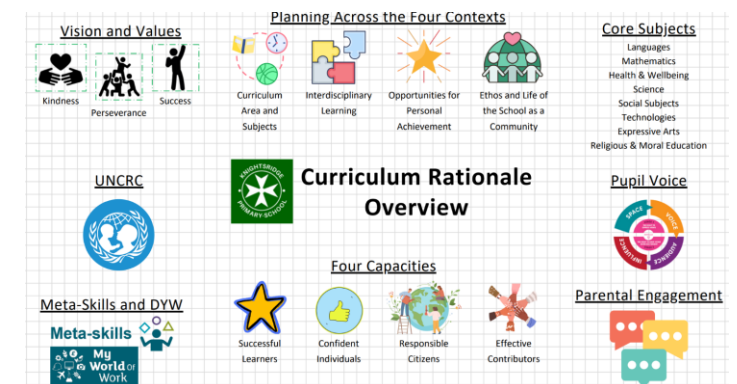 Vision and Values
Kindness
Perseverance
Success
Planning Across the Four Contexts
Curriculum
Area and
Subjects
Interdisciplinary
Learning
Opportunities for
Personal
Achievement
Ethos and Life of
the School as a
Community
Core Subjects
Languages
Mathematics
Health & Wellbeing
Science
Social Subjects
Technologies
Expressive Arts
Religious & Moral Education
UNCRC
KNIGHTSRIDGE
PRIMARY SCHOOL
Curriculum Rationale
Overview
Pupil Voice
SPACE
VOICE
AUDIENCE
INFLUENCE
Four Capacities
Successful
Learners
Confident
Individuals
Responsible
Citizens
Effective
Contributors
Meta-Skills and DYW
Meta-skills
My
World of
Work
Parental Engagement